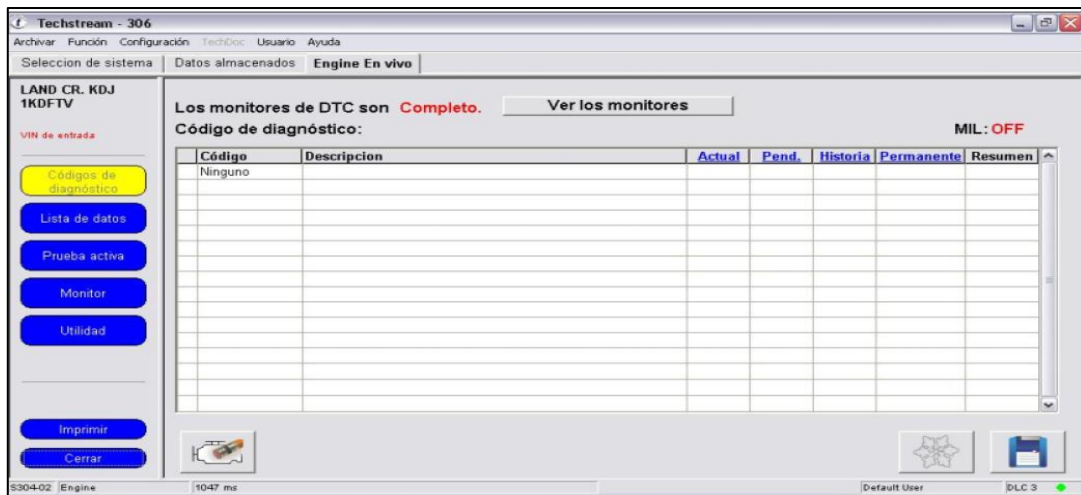 Techstream - 306
Archivar Función Configuración TechDoc Usuario Ayuda
Seleccion de sistema Datos almacenados Engine En vivo
LAND CR. KDJ
1KDFTV
VIN de entrada
Códigos de
diagnóstico
Lista de datos
Prueba activa
Monitor
Utilidad
Imprimir
Cerrar
Los monitores de DTC son Completo. Ver los monitores
Código de diagnóstico: MIL: OFF
Código Descripcion Actual Pend. Historia Permanente Resumen
Ninguno
S304-02 Engine 1047 ms Default User DLC 3